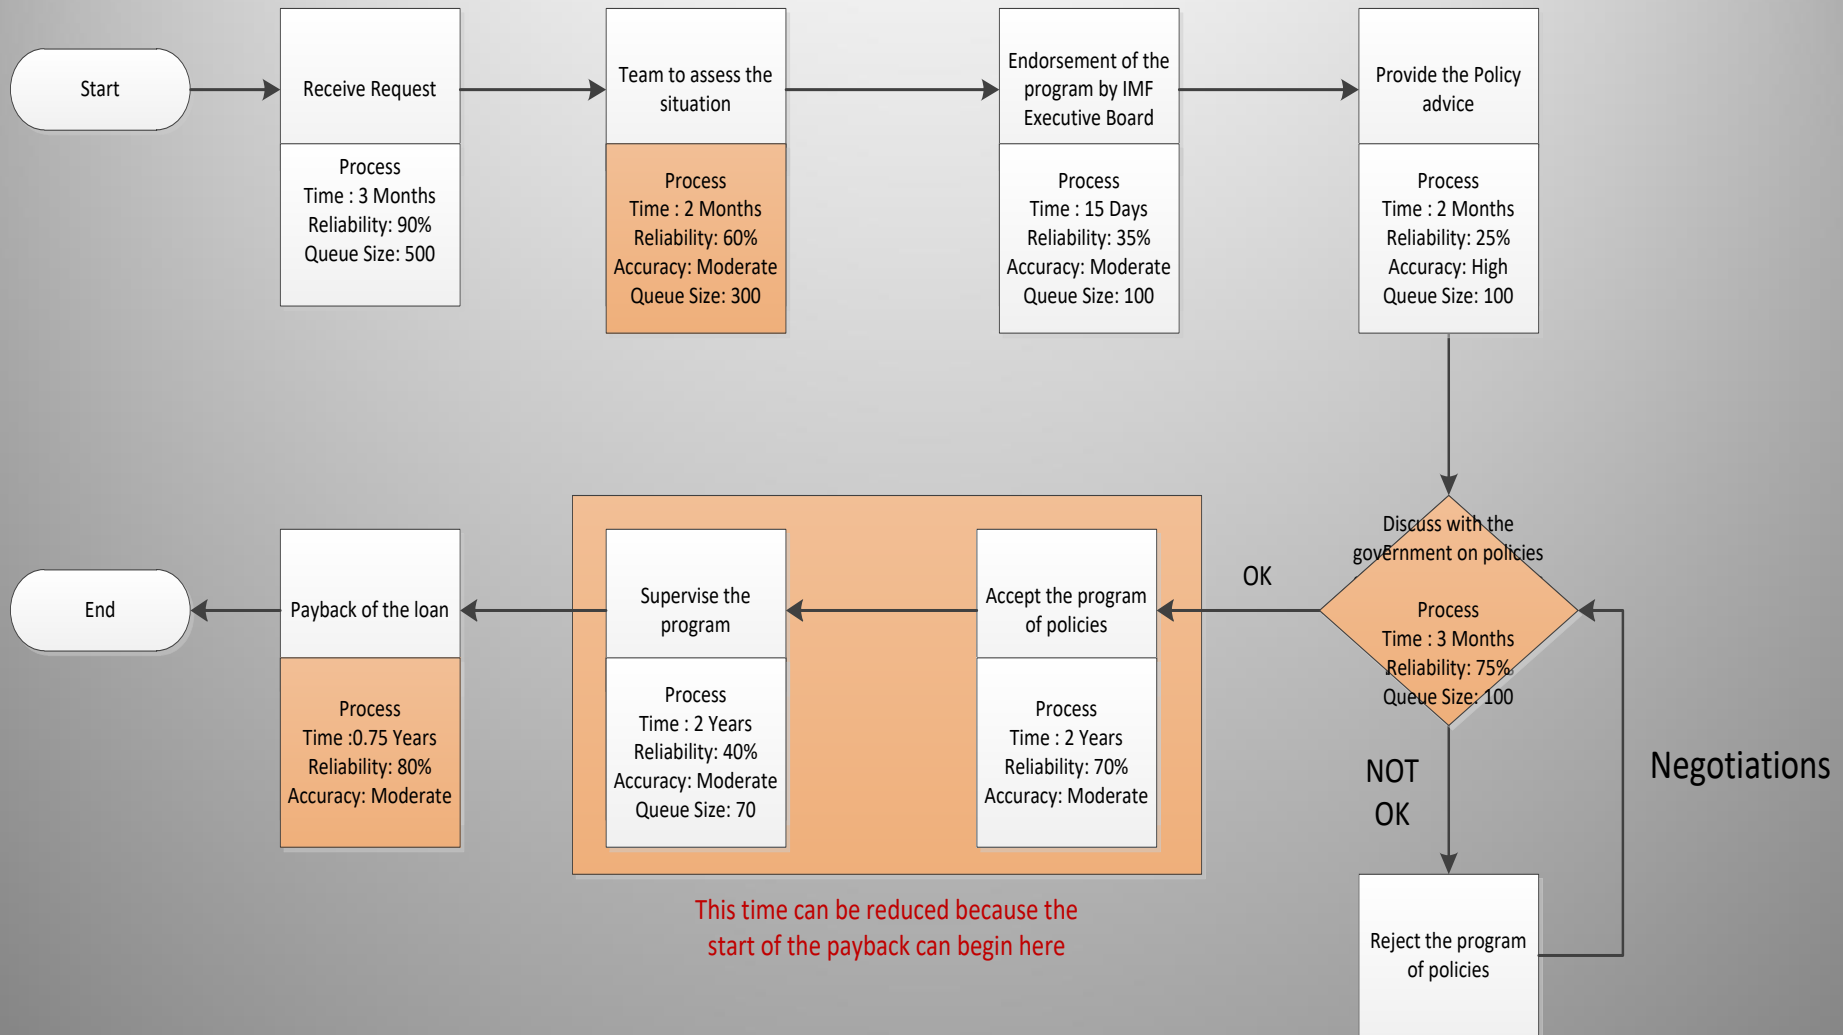 Start
Receive Request
Process
Time : 3 Months
Reliability: 90%
Queue Size: 500
Team to assess the
situation
Process
Time : 2 Months
Reliability: 60%
Accuracy: Moderate
Queue Size: 300
Endorsement of the
program by IMF
Executive Board
Process
Time : 15 Days
Reliability: 35%
Accuracy: Moderate
Queue Size: 100
Provide the Policy
advice
Process
Time : 2 Months
Reliability: 25%
Accuracy: High
Queue Size: 100
Discuss with the
government on policies
Process
Time : 3 Months
Reliability: 75%
Queue Size: 100
OK
NOT
OK
Negotiations
Reject the program
of policies
Accept the program
of policies
Process
Time : 2 Years
Reliability: 70%
Accuracy: Moderate
Supervise the
program
Process
Time : 2 Years
Reliability: 40%
Accuracy: Moderate
Queue Size: 70
This time can be reduced because the
start of the payback can begin here
Payback of the loan
Process
Time :0.75 Years
Reliability: 80%
Accuracy: Moderate
End